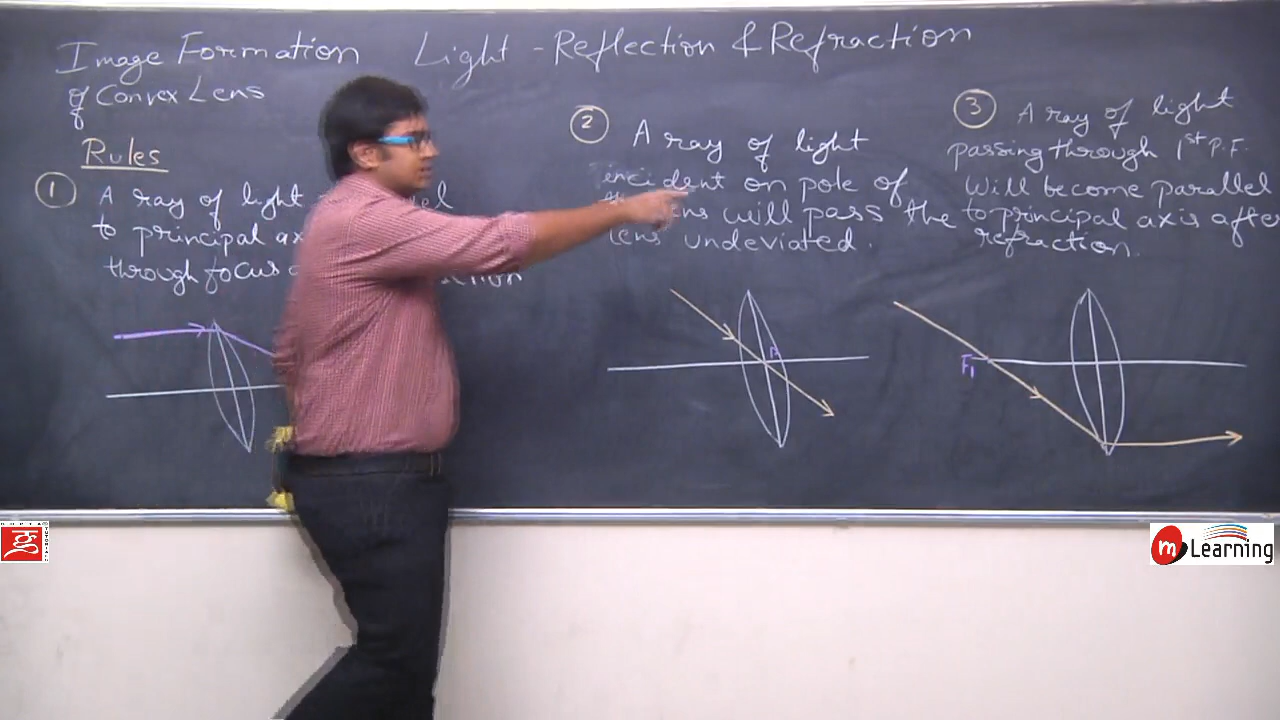 Image Formation Light - Reflection & Refraction
of Convex Lens
Rules
1 A ray of light
to principal
through focus
2 A ray of light
incident on pole of
will pass
lens undeviated.
3 A ray of light
passing through 1st P.F.
Will become parallel
the to principal axis after
refraction.
F1
GUPTA
TUTORIALS
m Learning